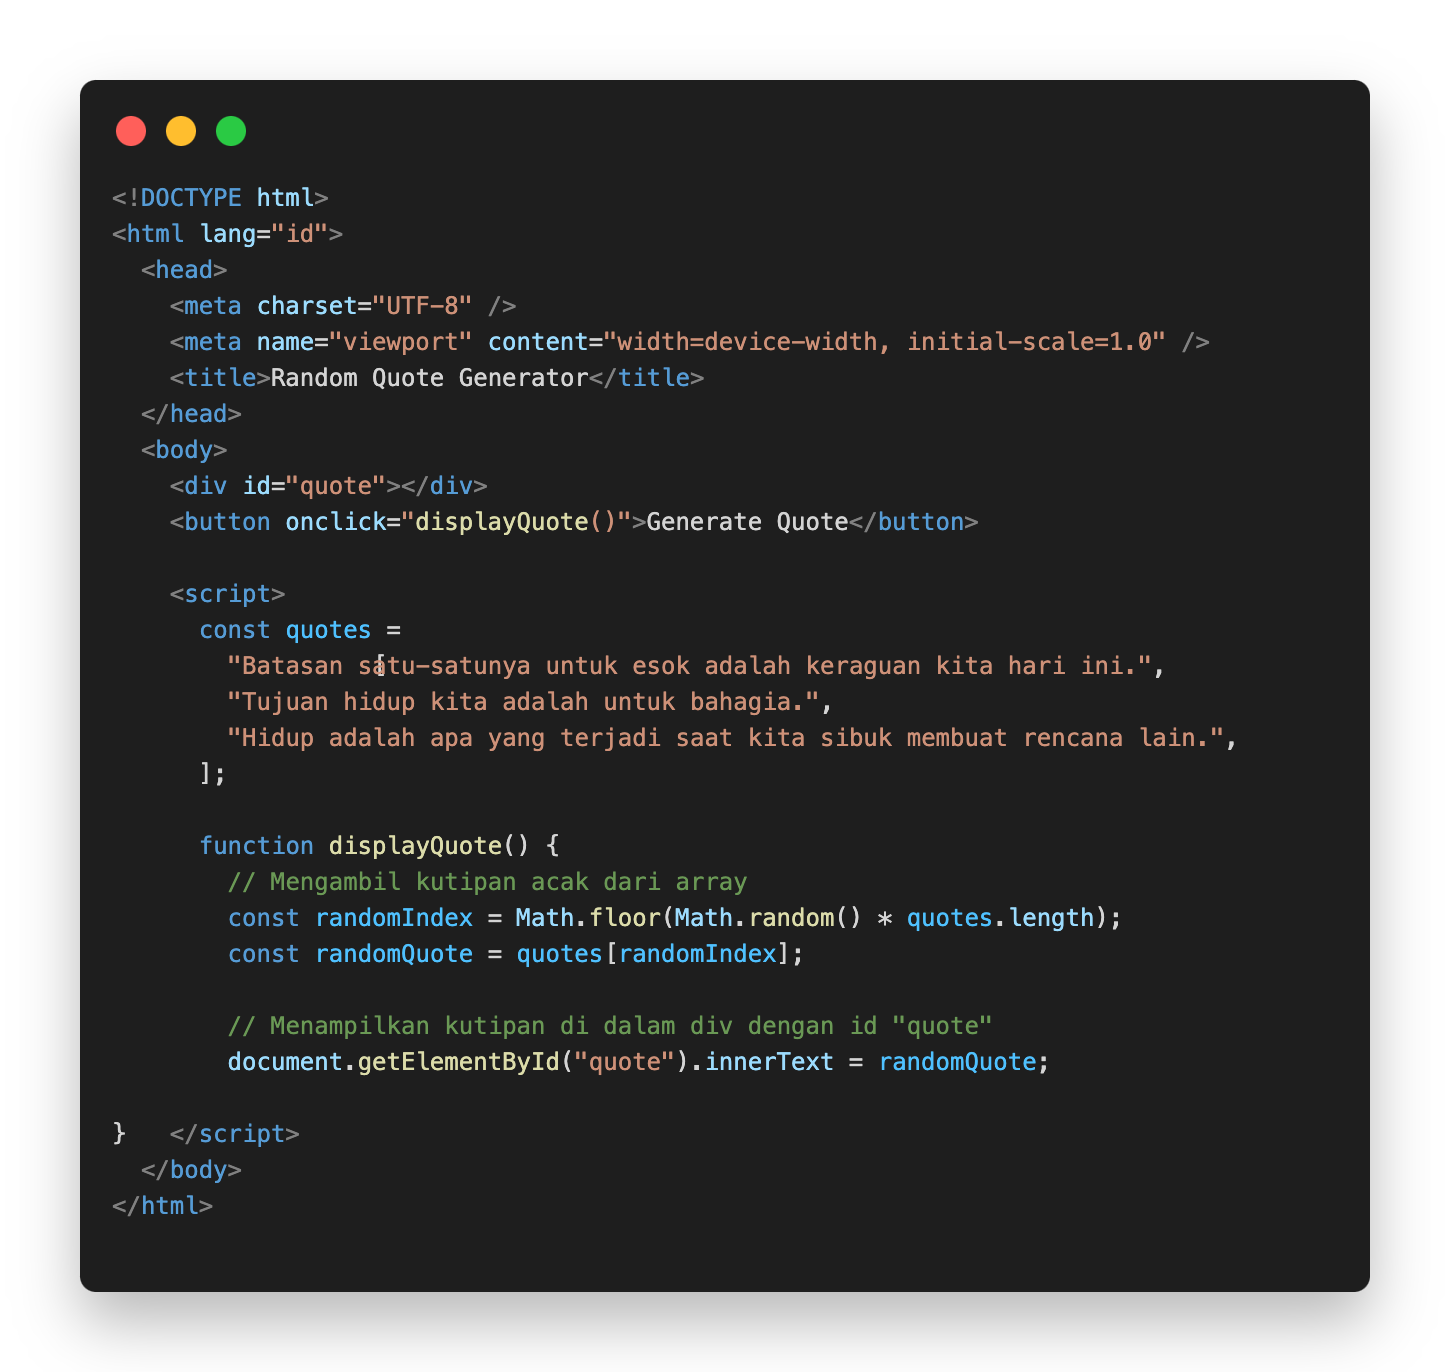 <!DOCTYPE html>
<html lang="id">
  <head>
    <meta charset="UTF-8" />
    <meta name="viewport" content="width=device-width, initial-scale=1.0" />
    <title>Random Quote Generator</title>
  </head>
  <body>
    <div id="quote"></div>
    <button onclick="displayQuote()">Generate Quote</button>

    <script>
      const quotes =
        [
        "Batasan satu-satunya untuk esok adalah keraguan kita hari ini.",
        "Tujuan hidup kita adalah untuk bahagia.",
        "Hidup adalah apa yang terjadi saat kita sibuk membuat rencana lain.",
      ];

      function displayQuote() {
        // Mengambil kutipan acak dari array
        const randomIndex = Math.floor(Math.random() * quotes.length);
        const randomQuote = quotes[randomIndex];

        // Menampilkan kutipan di dalam div dengan id "quote"
        document.getElementById("quote").innerText = randomQuote;

}   </script>
  </body>
</html>